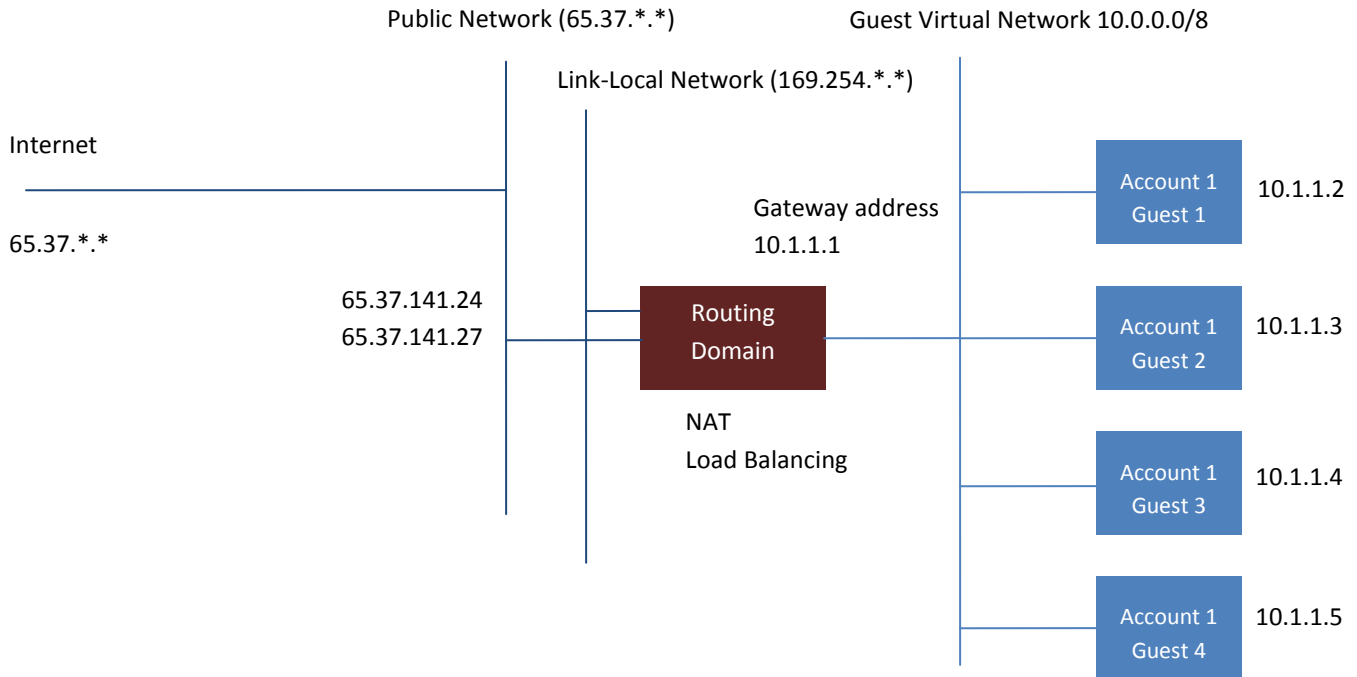 Public Network (65.37.*.*)
Guest Virtual Network 10.0.0.0/8
Link-Local Network (169.254.*.*)
Internet
65.37.*.*
65.37.141.24
65.37.141.27
Gateway address
10.1.1.1
Routing
Domain
NAT
Load Balancing
Account 1
Guest 1
10.1.1.2
Account 1
Guest 2
10.1.1.3
Account 1
Guest 3
10.1.1.4
Account 1
Guest 4
10.1.1.5